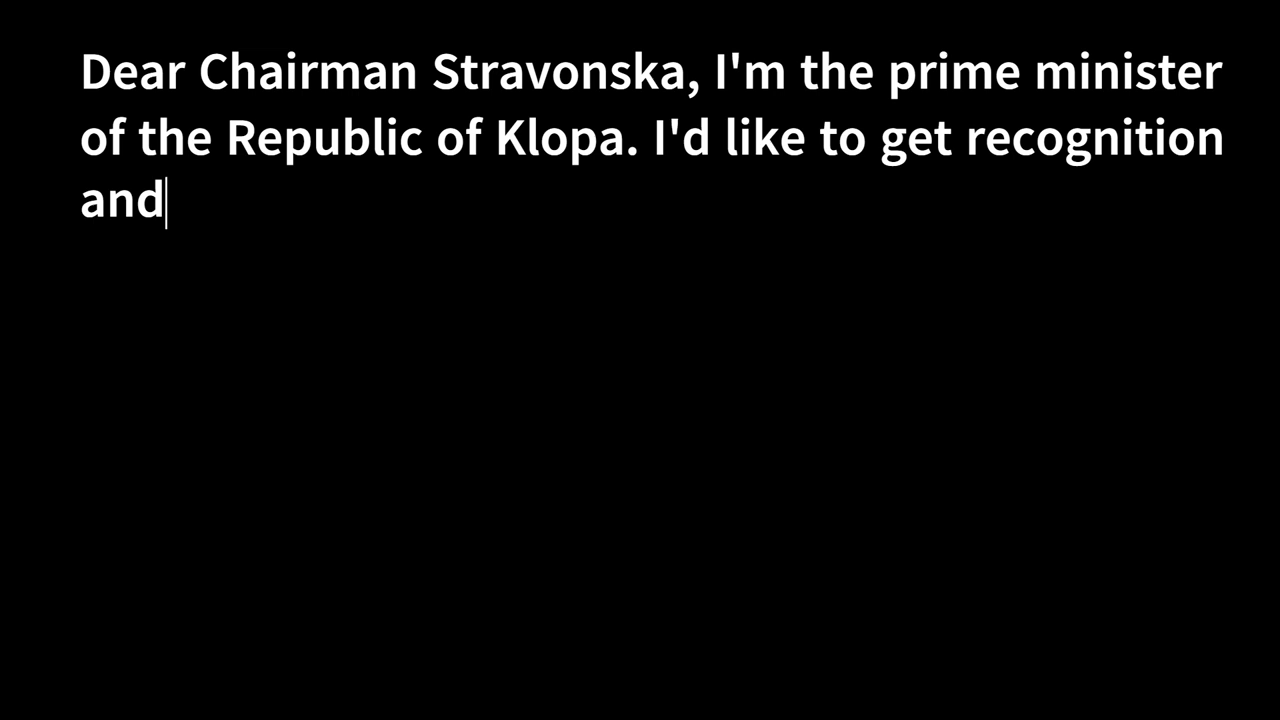 Dear Chairman Stravonska, I'm the prime minister
of the Republic of Klopa. I'd like to get recognition
and